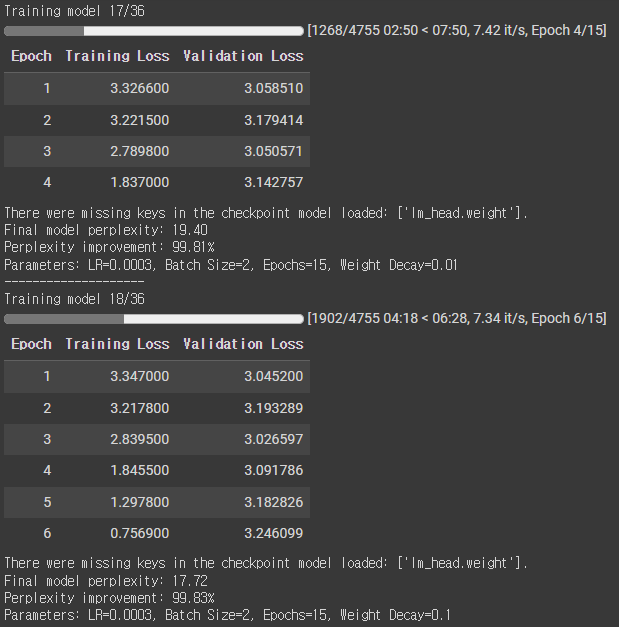 Training model 17/36
[1268/4755 02:50 < 07:50, 7.42 it/s, Epoch 4/15]
Epoch Training Loss Validation Loss
1 3.326600 3.058510
2 3.221500 3.179414
3 2.789800 3.050571
4 1.837000 3.142757
There were missing keys in the checkpoint model loaded: ['lm_head.weight'].
Final model perplexity: 19.40
Perplexity improvement: 99.81%
Parameters: LR=0.0003, Batch Size=2, Epochs=15, Weight Decay=0.01
--------------------
Training model 18/36
[1902/4755 04:18 < 06:28, 7.34 it/s, Epoch 6/15]
Epoch Training Loss Validation Loss
1 3.347000 3.045200
2 3.217800 3.193289
3 2.839500 3.026597
4 1.845500 3.091786
5 1.297800 3.182826
6 0.756900 3.246099
There were missing keys in the checkpoint model loaded: ['lm_head.weight'].
Final model perplexity: 17.72
Perplexity improvement: 99.83%
Parameters: LR=0.0003, Batch Size=2, Epochs=15, Weight Decay=0.1